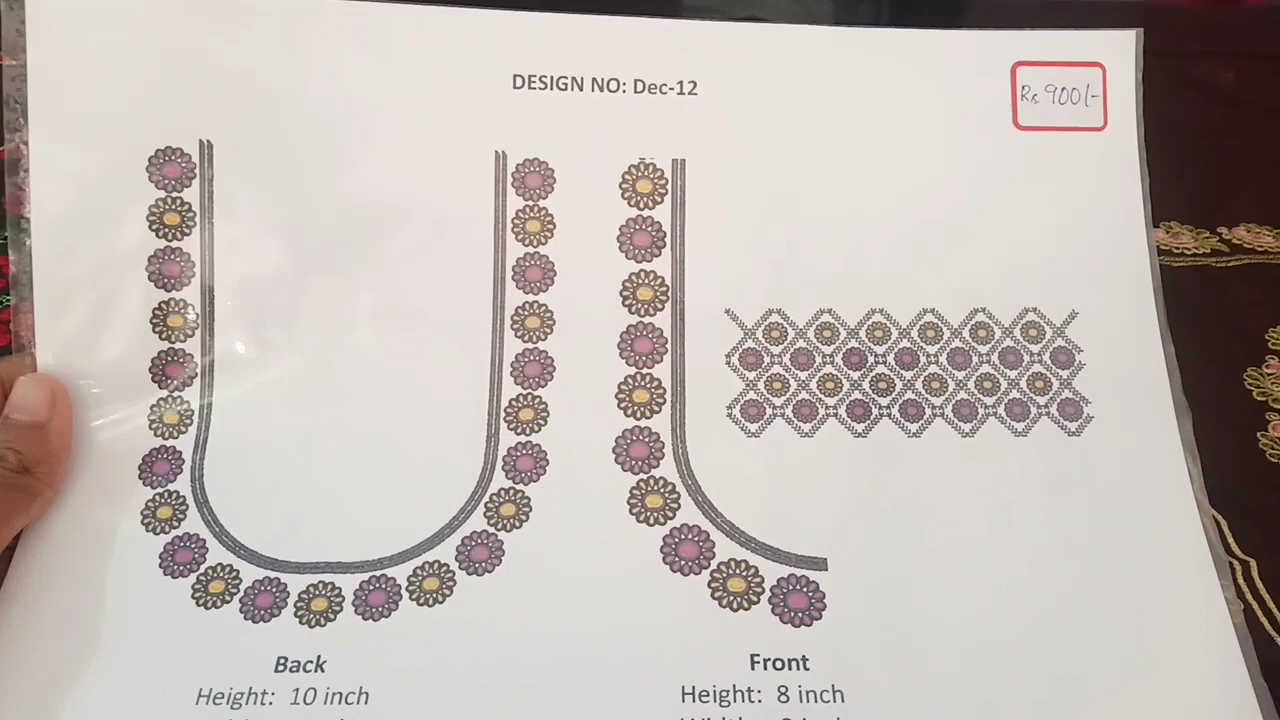 DESIGN NO: Dec-12
Rs 900/-
Back
Height: 10 inch
Front
Height: 8 inch